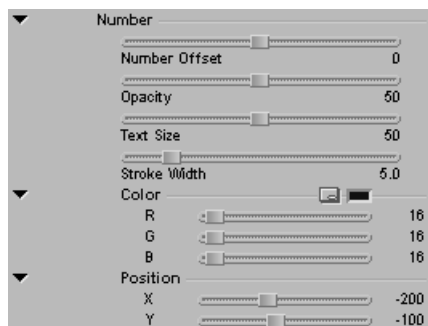 Number
Number Offset 0
Opacity 50
Text Size 50
Stroke Width 5.0
Color
R 16
G 16
B 16
Position
X -200
Y -100